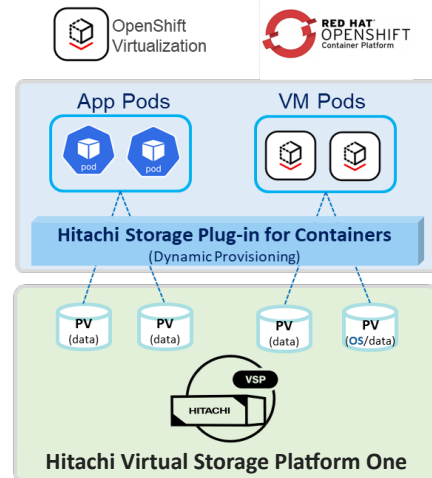 OpenShift
Virtualization
RED HAT®
OPENSHIFT
Container Platform
App Pods
VM Pods
pod
pod
Hitachi Storage Plug-in for Containers
(Dynamic Provisioning)
PV
(data)
PV
(data)
PV
(data)
PV
(OS/data)
VSP
HITACHI
Hitachi Virtual Storage Platform One